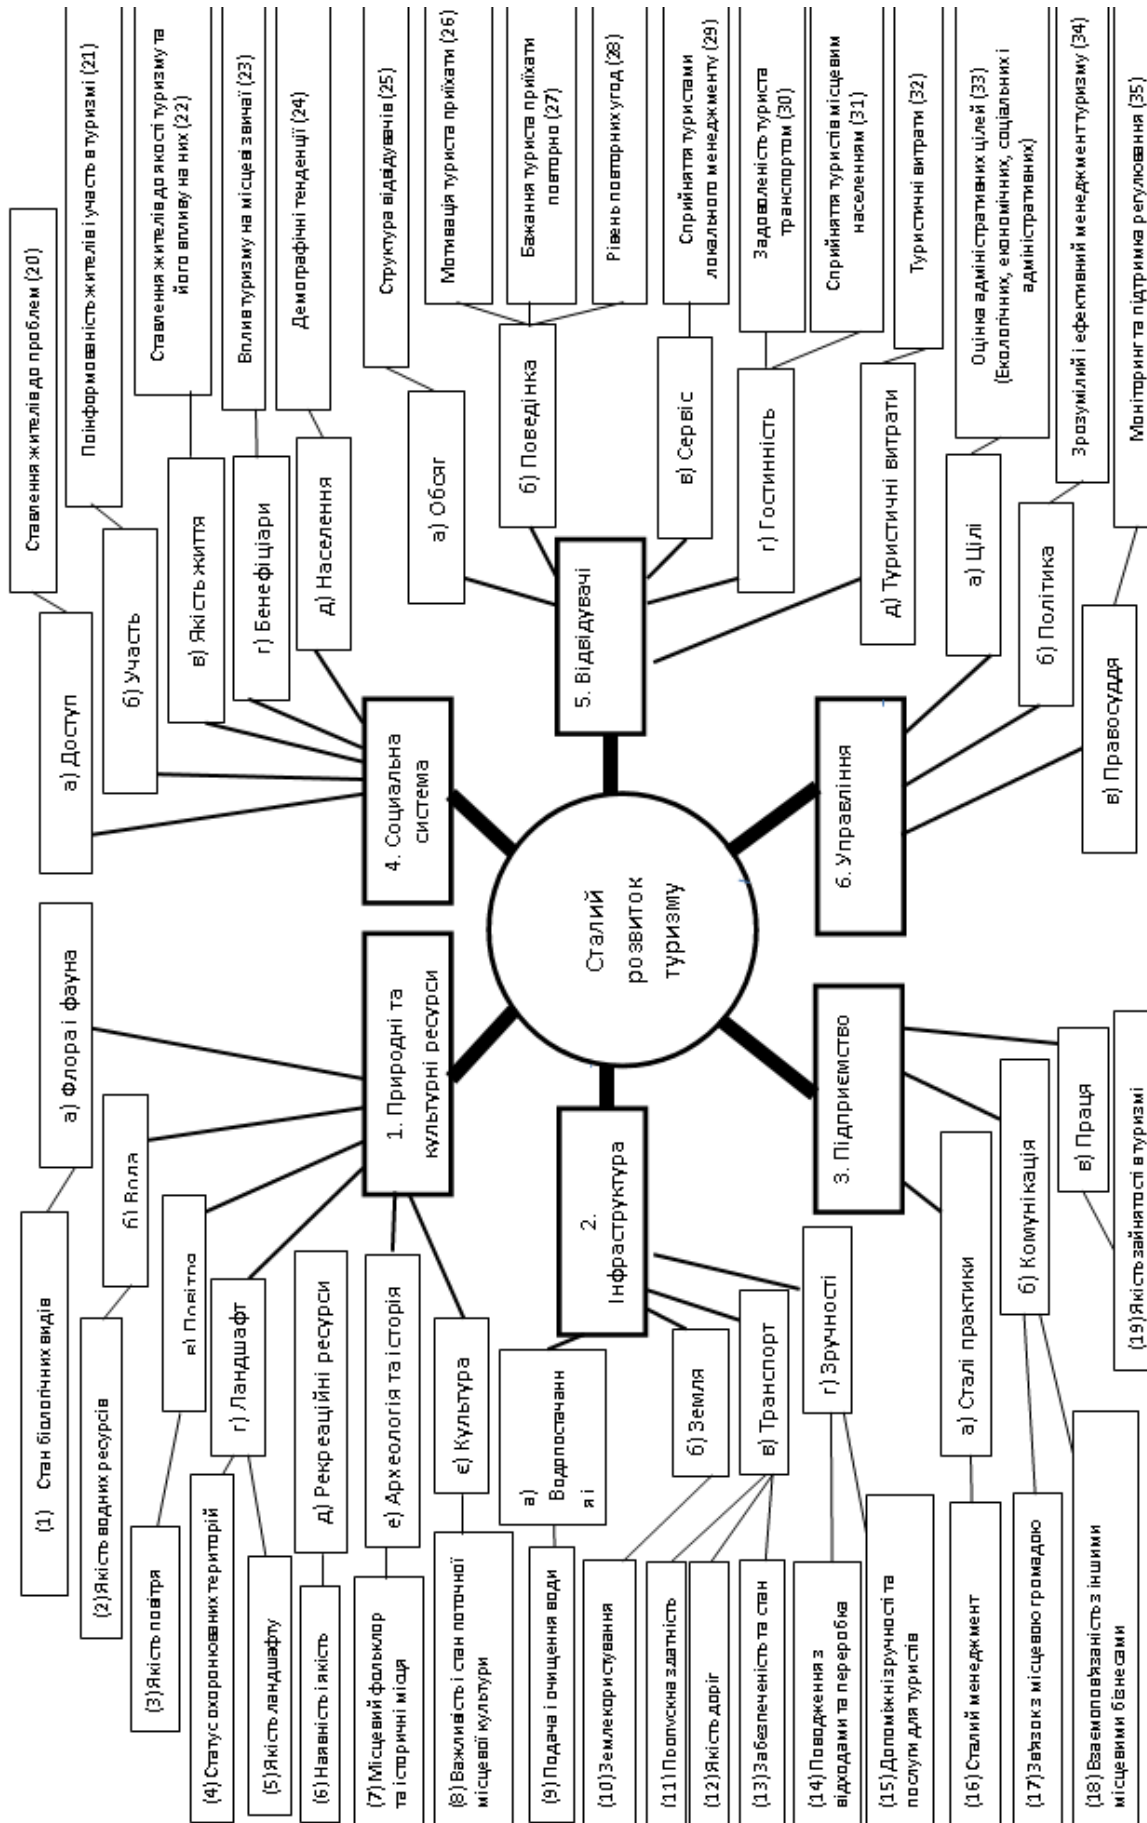 (1) Стан біологічних видів
(2) Якість водних ресурсів
(3) Якість повітря
(4) Статус охоронюваних територій
(5) Якість ландшафту
(6) Наявність і якість
(7) Місцевий фольклор
та історичні місця
(8) Важливість і стан поточної
місцевої культури
(9) Подача і очищення води
(10) Землекористування
(11) Пропускна здатність
(12) Якість доріг
(13) Забезпеченість та стан
(14) Поводження з
відходами та переробка
(15) Допоміжні зручності та
послуги для туристів
(16) Сталий менеджмент
(17) Зв'язок з місцевою громадою
(18) Взаємопов'язаність з іншими
місцевими бізнесами
(19) Якість зайнятості в туризмі
а) Флора і фауна
б) Вода
в) Повітря
г) Ландшафт
д) Рекреаційні ресурси
е) Археологія та історія
є) Культура
а)
Водопостачанн
я і
б) Земля
в) Транспорт
г) Зручності
а) Сталі практики
б) Комунікація
в) Праця
1. Природні та
культурні ресурси
2.
Інфраструктура
3. Підприємство
Сталий
розвиток
туризму
4. Социальна
система
5. Відвідувачі
6. Управління
а) Доступ
б) Участь
в) Якість життя
г) Бенефіціари
д) Населення
а) Обсяг
б) Поведінка
в) Сервіс
г) Гостинність
д) Туристичні витрати
а) Цілі
б) Політика
в) Правосуддя
Ставлення жителів до проблем (20)
Поінформованість жителів участь в туризмі (21)
Ставлення жителів до якості туризму та
його впливу на них (22)
Вплив туризму на місцеві звичаї (23)
Демографічні тенденції (24)
Структура відвідувачів (25)
Мотивація туриста приїхати (26)
Бажання туриста приїхати
повторно (27)
Рівень повторних угод (28)
Сприйняття туристами
локального менеджменту (29)
Задоволеність туриста
транспортом (30)
Сприйняття туристів місцевим
населенням (31)
Туристичні витрати (32)
Оцінка адміністративних цілей (33)
(Екологічних, економічних, соціальних і
адміністративних)
Зрозумілий і ефективний менеджмент туризму (34)
Моніторинг та підтримка регулювання (35)